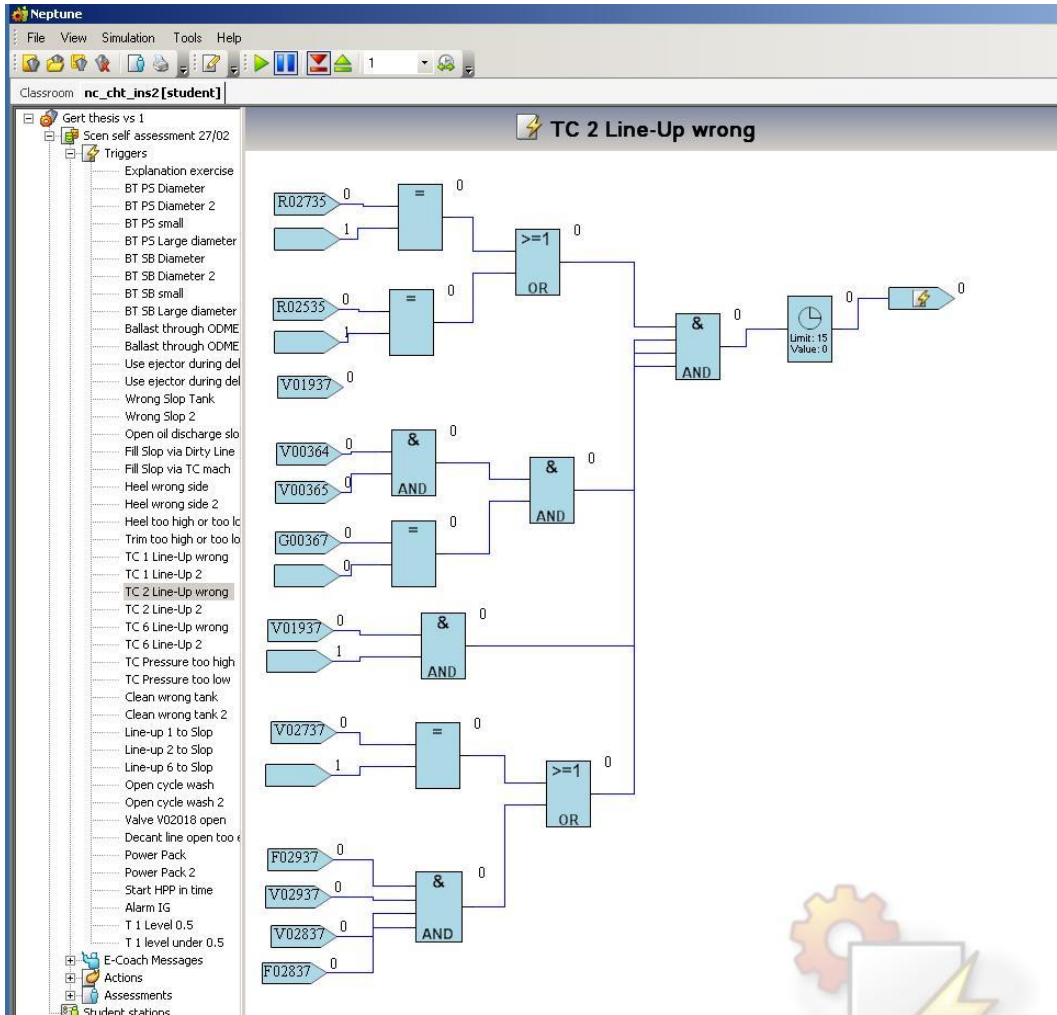 Neptune
File View Simulation Tools Help
1
Classroom nc_cht_ins2[student]
Gert thesis vs 1
Scen self assessment 27/02
Triggers
Explanation exercise
BT PS Diameter
BT PS Diameter 2
BT PS small
BT PS Large diameter
BT SB Diameter
BT SB Diameter 2
BT SB small
BT SB Large diameter
Ballast through ODME
Ballast through ODME
Use ejector during del
Use ejector during del
Wrong Slop Tank
Wrong Slop 2
Open oil discharge slo
Fill Slop via Dirty Line
Fill Slop via TC mach
Heel wrong side
Heel wrong side 2
Heel too high or too lo
Trim too high or too lo
TC 1 Line-Up wrong
TC 1 Line-Up 2
TC 2 Line-Up wrong
TC 2 Line-Up 2
TC 6 Line-Up wrong
TC 6 Line-Up 2
TC Pressure too high
TC Pressure too low
Clean wrong tank
Clean wrong tank 2
Line-up 1 to Slop
Line-up 2 to Slop
Line-up 6 to Slop
Open cycle wash
Open cycle wash 2
Valve V02018 open
Decant line open too e
Power Pack
Power Pack 2
Start HPP in time
Alarm IG
T 1 Level 0.5
T 1 level under 0.5
E-Coach Messages
Actions
Assessments
Student stations
TC 2 Line-Up wrong
R02735 0
1
= 0
>=1 0
OR
R02535 0
1
= 0
V01937 0
& 0
AND
Limit: 15
Value: 0
0
0
V00364 0
V00365 0
& 0
AND
& 0
AND
G00367 0
0
= 0
V01937 0
1
& 0
AND
V02737 0
1
= 0
>=1 0
OR
F02937 0
V02937 0
V02837 0
F02837 0
& 0
AND